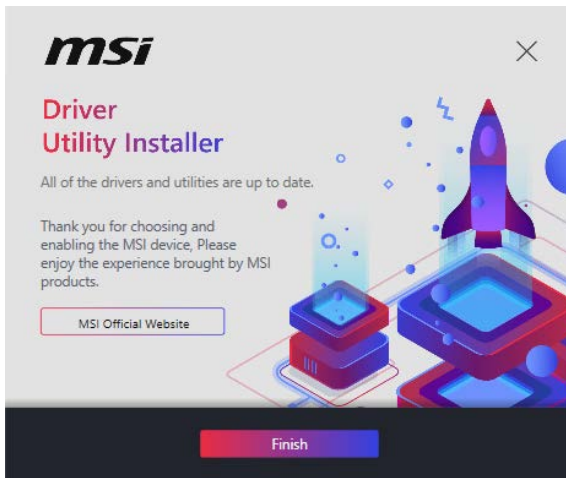 msi
Driver
Utility Installer
All of the drivers and utilities are up to date.
Thank you for choosing and
enabling the MSI device, Please
enjoy the experience brought by MSI
products.
MSI Official Website
Finish